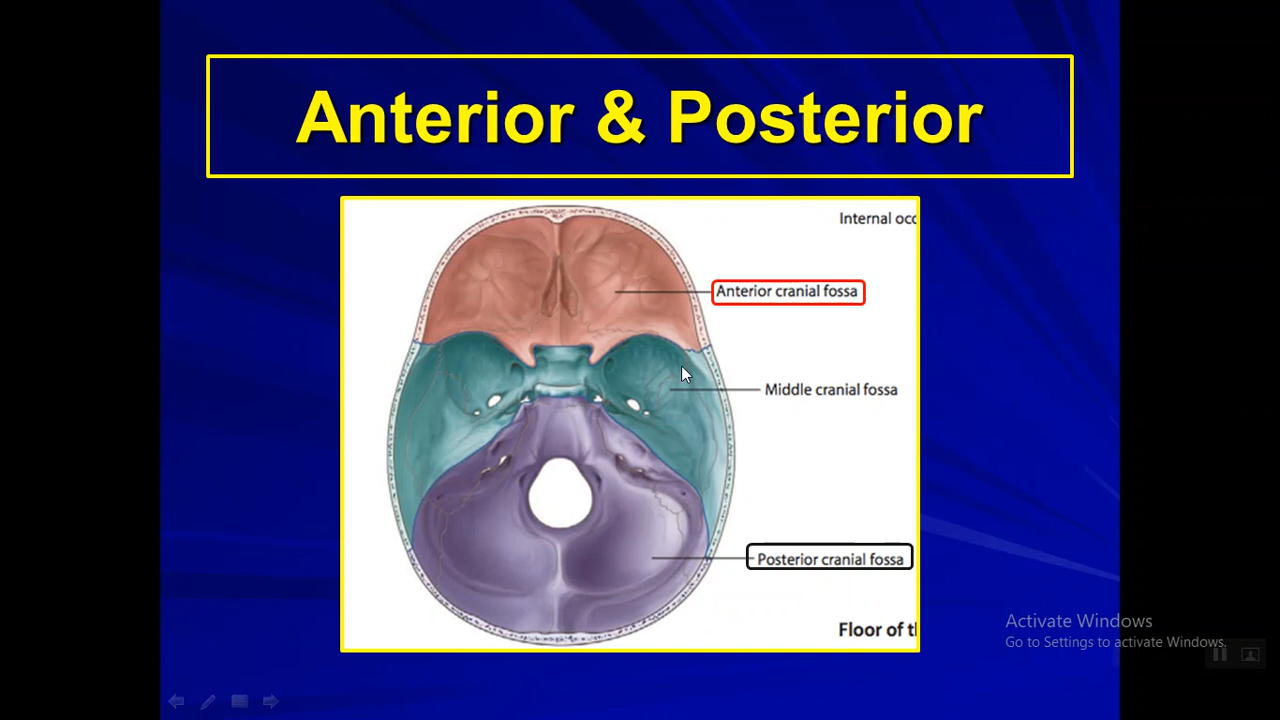 Anterior & Posterior
Internal occ
Anterior cranial fossa
Middle cranial fossa
Posterior cranial fossa
Floor of t
Activate Windows
Go to Settings to activate Windows.